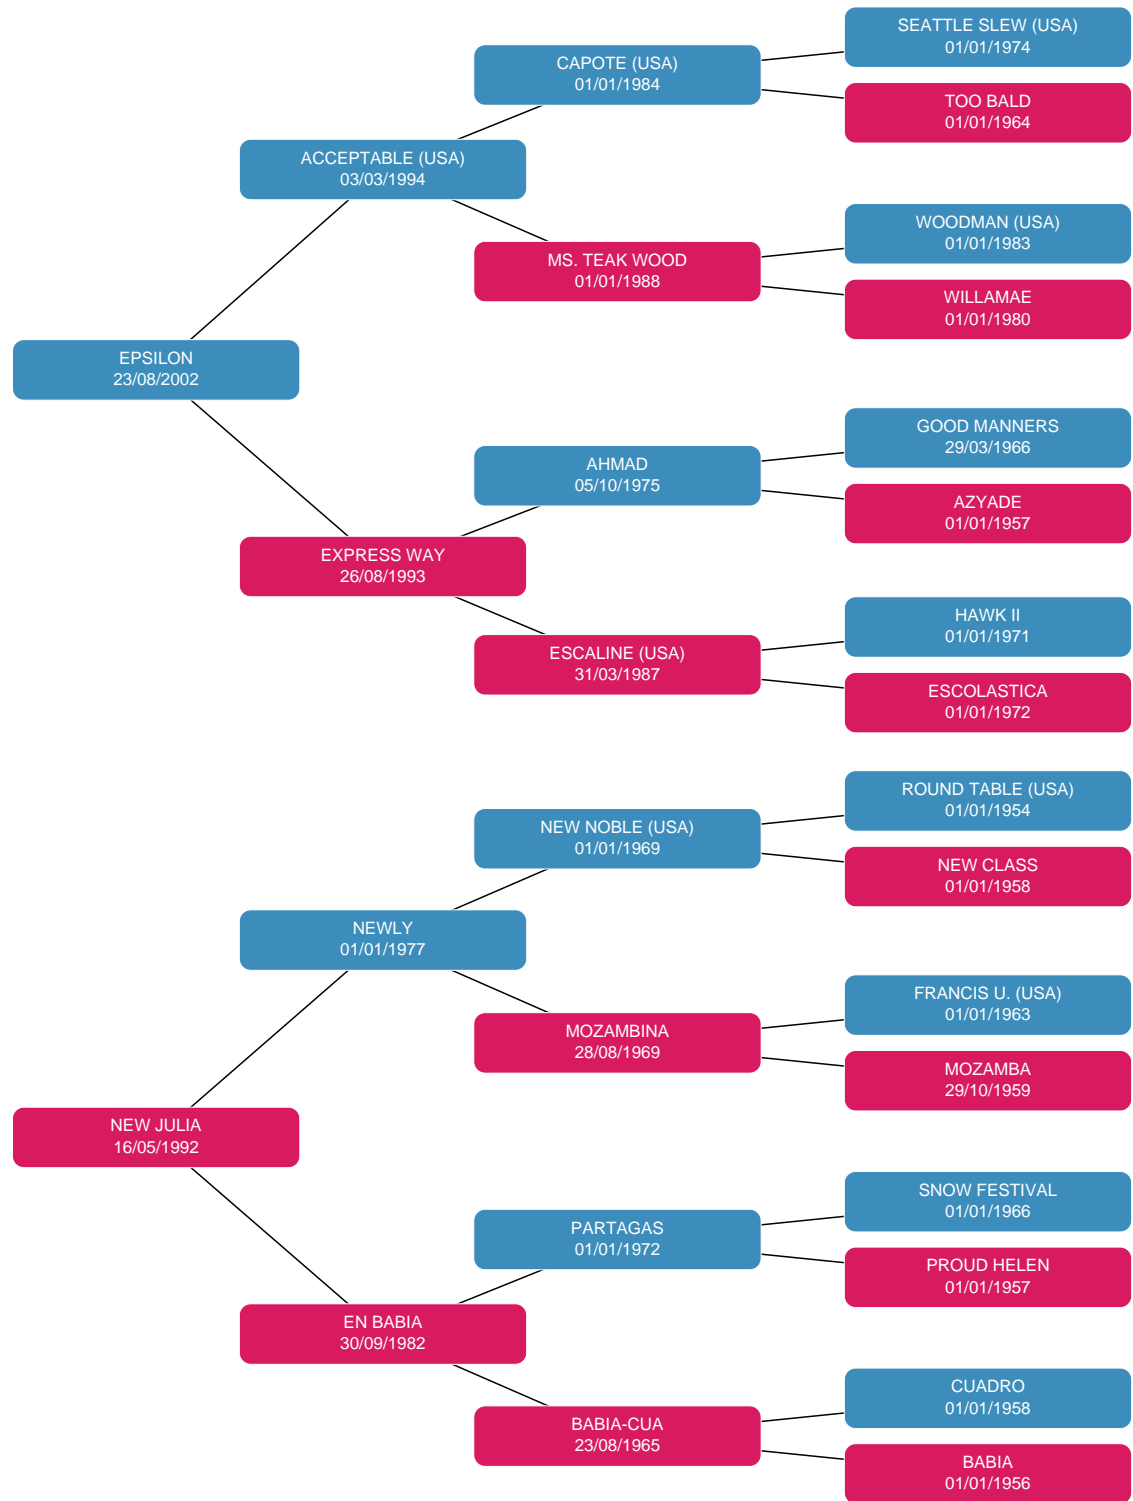 SEATTLE SLEW (USA)
01/01/1974
CAPOTE (USA)
01/01/1984
TOO BALD
01/01/1964
ACCEPTABLE (USA)
03/03/1994
WOODMAN (USA)
01/01/1983
MS. TEAK WOOD
01/01/1988
WILLAMAE
01/01/1980
EPSILON
23/08/2002
GOOD MANNERS
29/03/1966
AHMAD
05/10/1975
AZYADE
01/01/1957
EXPRESS WAY
26/08/1993
HAWK II
01/01/1971
ESCALINE (USA)
31/03/1987
ESCOLASTICA
01/01/1972
ROUND TABLE (USA)
01/01/1954
NEW NOBLE (USA)
01/01/1969
NEW CLASS
01/01/1958
NEWLY
01/01/1977
FRANCIS U. (USA)
01/01/1963
MOZAMBINA
28/08/1969
MOZAMBA
29/10/1959
NEW JULIA
16/05/1992
SNOW FESTIVAL
01/01/1966
PARTAGAS
01/01/1972
PROUD HELEN
01/01/1957
EN BABIA
30/09/1982
CUADRO
01/01/1958
BABIA-CUA
23/08/1965
BABIA
01/01/1956